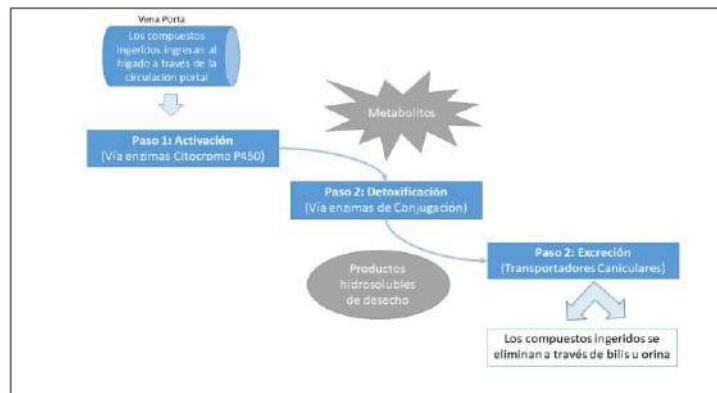 Vena Porta
Los compuestos
ingeridos ingresan al
hígado a través de la
circulación portal
Metabolitos
Paso 1: Activación
(Vía enzimas Citocromo P450)
Paso 2: Detoxificación
(Vía enzimas de Conjugación)
Productos
hidrosolubles
de desecho
Paso 2: Excreción
(Transportadores Caniculares)
Los compuestos ingeridos se
eliminan a través de bilis u orina